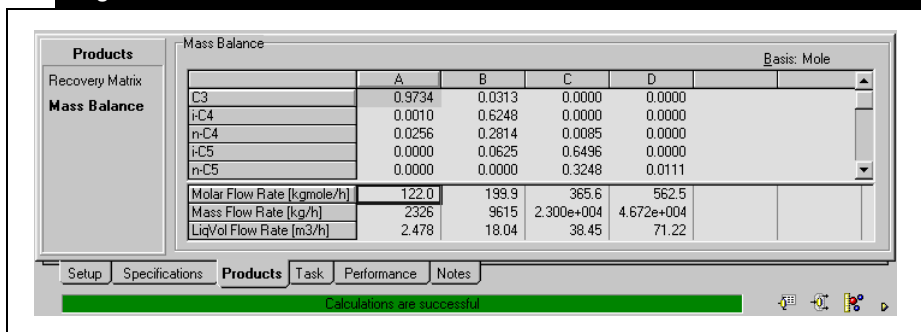 Products
Recovery Matrix
Mass Balance
Mass Balance
Basis: Mole
A B C D
C3 0.9734 0.0313 0.0000 0.0000
i-C4 0.0010 0.6248 0.0000 0.0000
n-C4 0.0256 0.2814 0.0085 0.0000
i-C5 0.0000 0.0625 0.6496 0.0000
n-C5 0.0000 0.0000 0.3248 0.0111
Molar Flow Rate [kgmole/h] 122.0 199.9 365.6 562.5
Mass Flow Rate [kg/h] 2326 9615 2.300e+004 4.672e+004
LiqVol Flow Rate [m3/h] 2.478 18.04 38.45 71.22
Setup Specifications Products Task Performance Notes
Calculations are successful